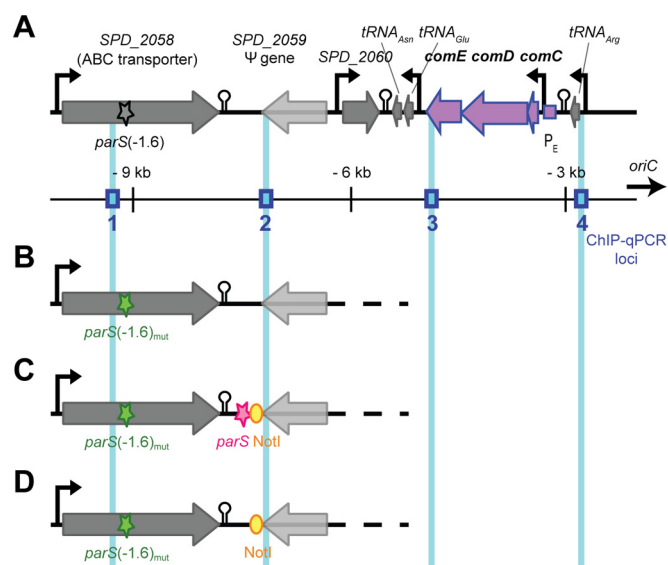 A
SPD_2058
(ABC transporter)
SPD_2059
Ψ gene
SPD_2060
tRNAAsn
tRNAGlu
comE comD comC
tRNAArg
parS(-1.6)
PE
- 9 kb
- 6 kb
- 3 kb
oriC
1
2
3
4
ChIP-qPCR
loci
B
parS(-1.6)mut
C
parS(-1.6)mut
parS NotI
D
parS(-1.6)mut
NotI